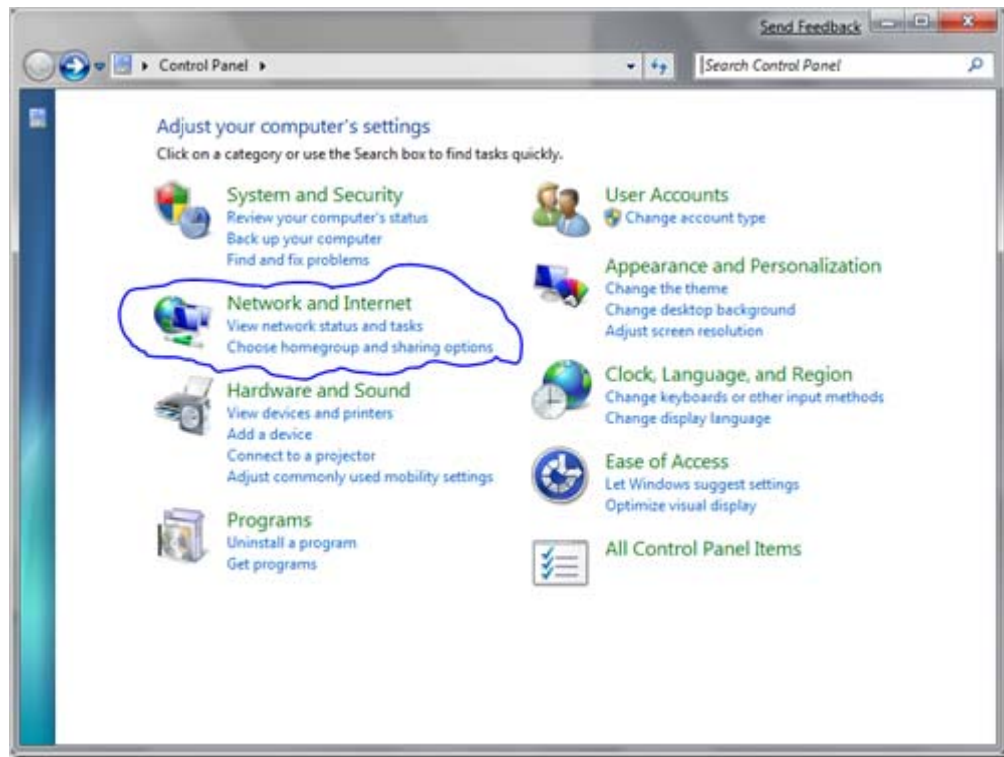 Send Feedback
Control Panel
Search Control Panel
Adjust your computer's settings
Click on a category or use the Search box to find tasks quickly.
System and Security
Review your computer's status
Back up your computer
Find and fix problems
Network and Internet
View network status and tasks
Choose homegroup and sharing options
Hardware and Sound
View devices and printers
Add a device
Connect to a projector
Adjust commonly used mobility settings
Programs
Uninstall a program
Get programs
User Accounts
Change account type
Appearance and Personalization
Change the theme
Change desktop background
Adjust screen resolution
Clock, Language, and Region
Change keyboards or other input methods
Change display language
Ease of Access
Let Windows suggest settings
Optimize visual display
All Control Panel Items